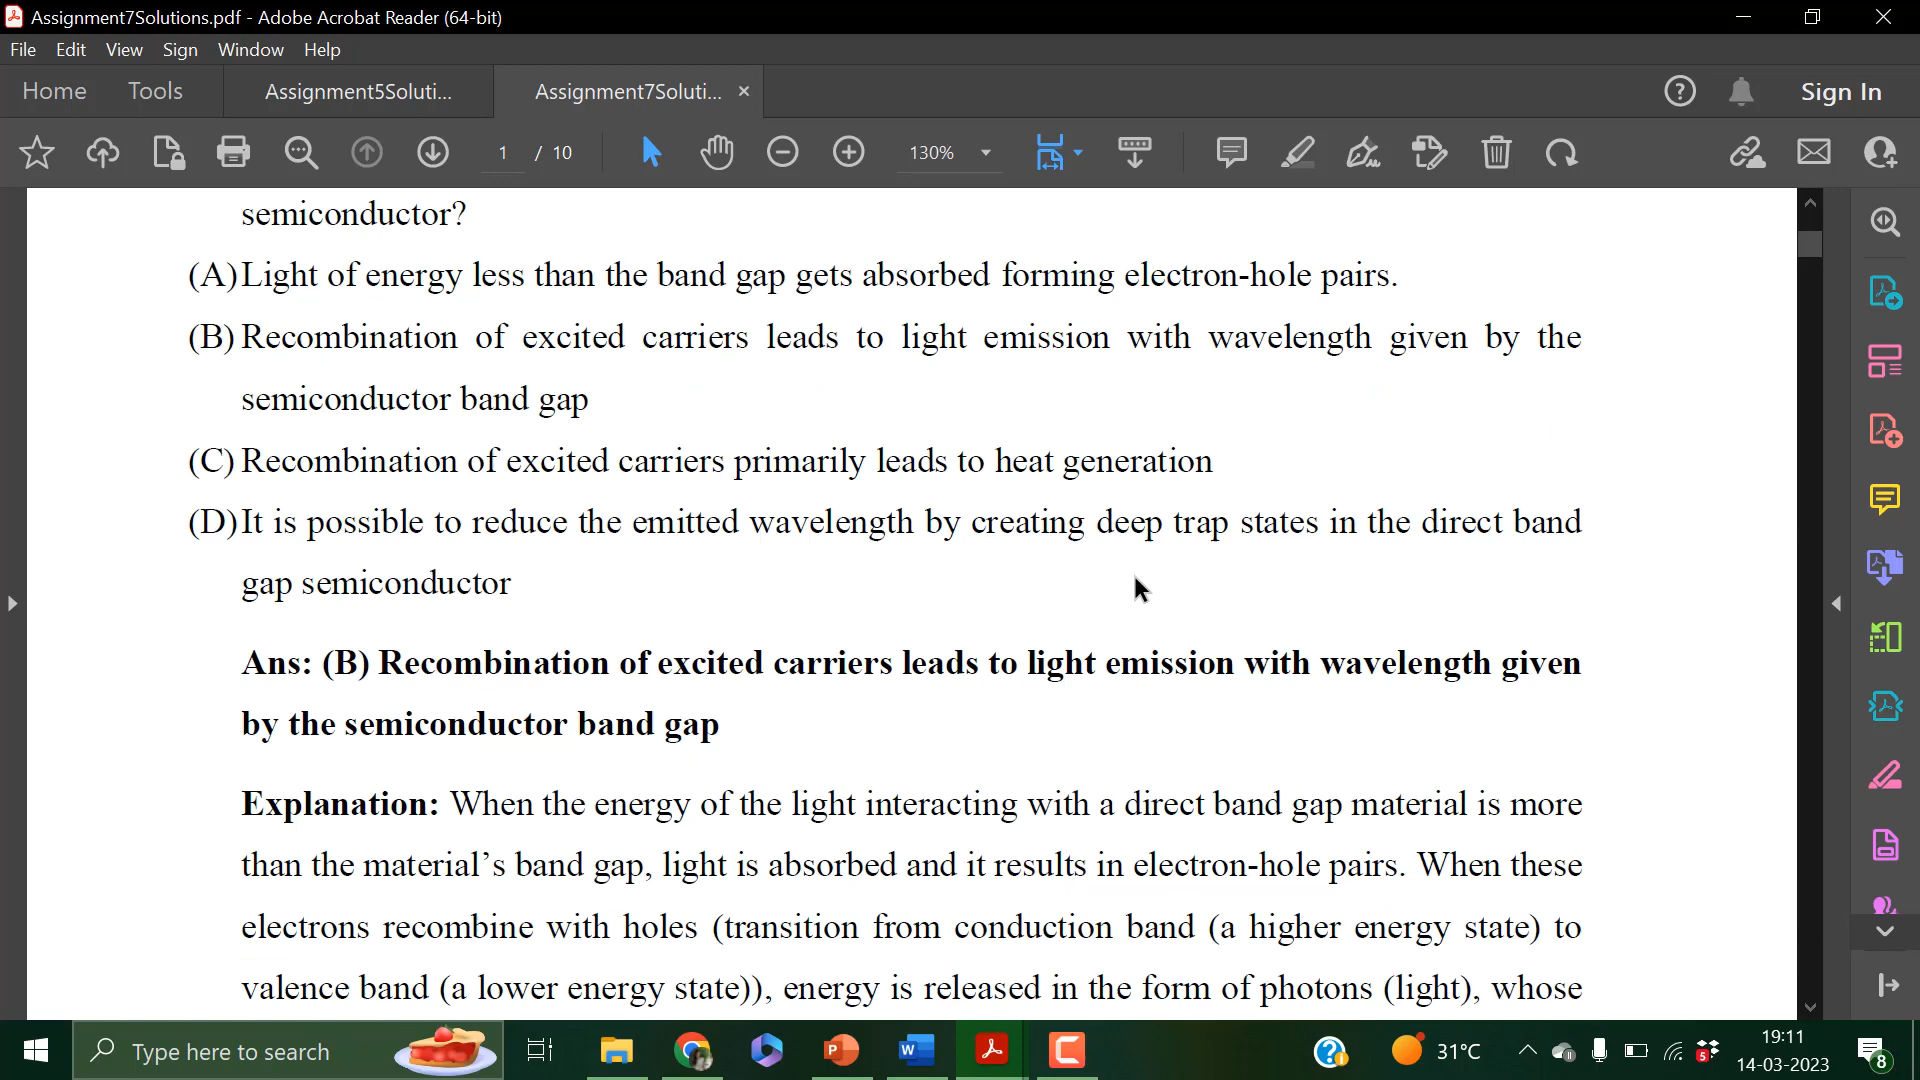 Assignment7Solutions.pdf - Adobe Acrobat Reader (64-bit)
File Edit View Sign Window Help
Home Tools Assignment5Soluti... Assignment7Soluti... × Sign In
1 / 10 130%
semiconductor?
(A) Light of energy less than the band gap gets absorbed forming electron-hole pairs.
(B) Recombination of excited carriers leads to light emission with wavelength given by the
semiconductor band gap
(C) Recombination of excited carriers primarily leads to heat generation
(D) It is possible to reduce the emitted wavelength by creating deep trap states in the direct band
gap semiconductor
Ans: (B) Recombination of excited carriers leads to light emission with wavelength given
by the semiconductor band gap
Explanation: When the energy of the light interacting with a direct band gap material is more
than the material’s band gap, light is absorbed and it results in electron-hole pairs. When these
electrons recombine with holes (transition from conduction band (a higher energy state) to
valence band (a lower energy state)), energy is released in the form of photons (light), whose
Type here to search
31°C
5
19:11
14-03-2023
8